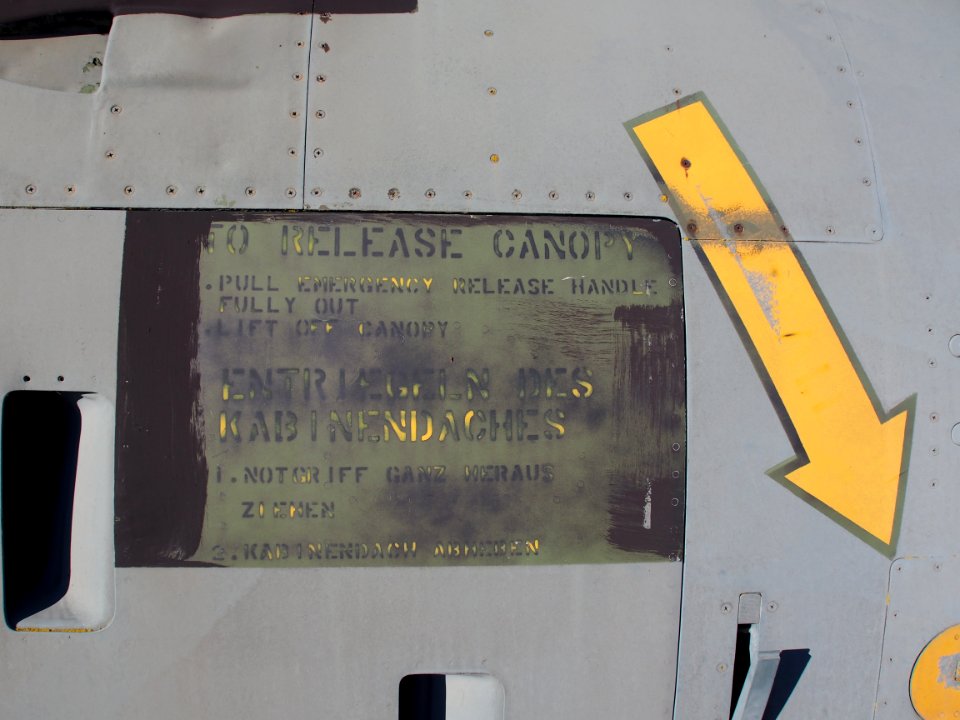 TO RELEASE CANOPY
.PULL EMERGENCY RELEASE HANDLE
FULLY OUT
.LIFT OFF CANOPY
ENTRIEGELN DES
KABINENDACHES
1.NOTGRIFF GANZ HERAUS
ZIEHEN
2.KABINENDACH ABHEBEN